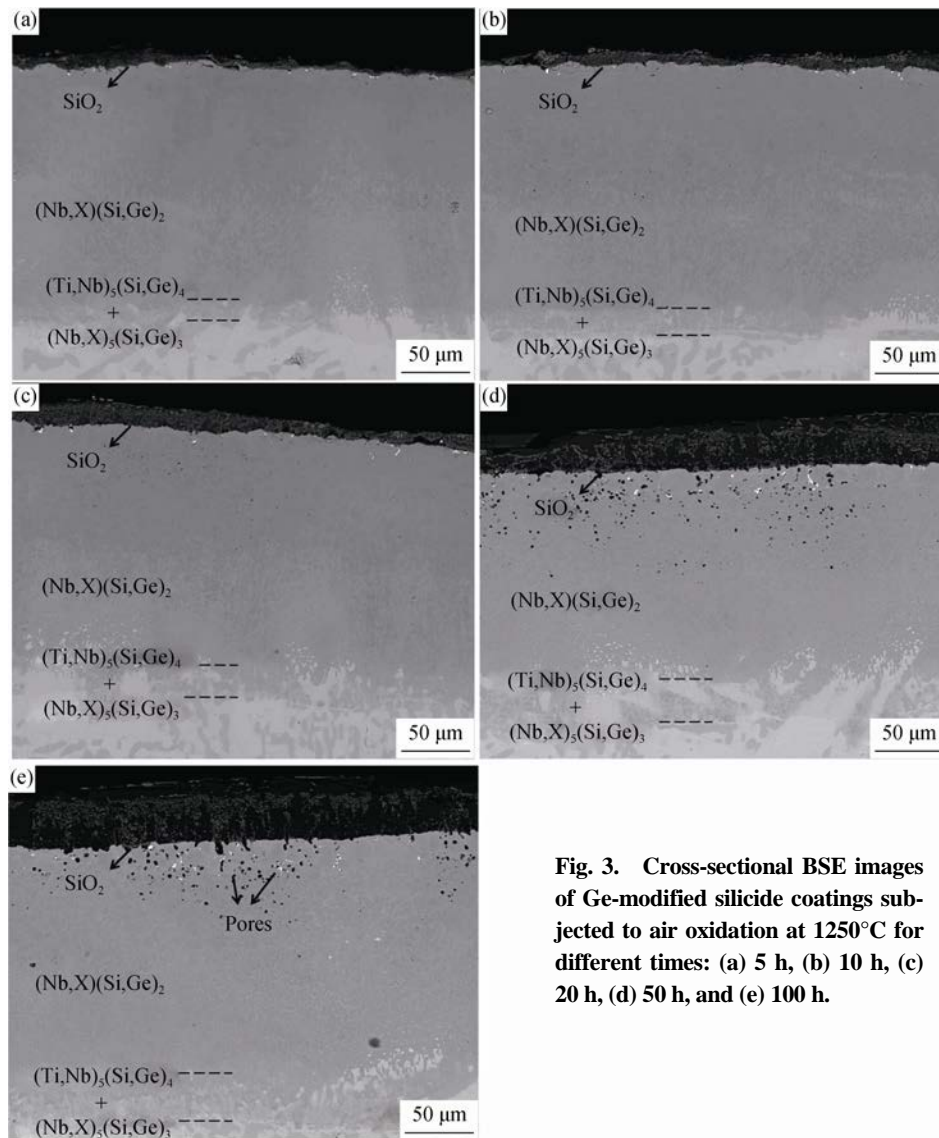 (a)
SiO₂
(Nb,X)(Si,Ge)₂
(Ti,Nb)₅(Si,Ge)₄
+
(Nb,X)₅(Si,Ge)₃
50 μm
(b)
SiO₂
(Nb,X)(Si,Ge)₂
(Ti,Nb)₅(Si,Ge)₄
+
(Nb,X)₅(Si,Ge)₃
50 μm
(c)
SiO₂
(Nb,X)(Si,Ge)₂
(Ti,Nb)₅(Si,Ge)₄
+
(Nb,X)₅(Si,Ge)₃
50 μm
(d)
SiO₂
(Nb,X)(Si,Ge)₂
(Ti,Nb)₅(Si,Ge)₄
+
(Nb,X)₅(Si,Ge)₃
50 μm
(e)
SiO₂
Pores
(Nb,X)(Si,Ge)₂
(Ti,Nb)₅(Si,Ge)₄
+
(Nb,X)₅(Si,Ge)₃
50 μm
Fig. 3. Cross-sectional BSE images
of Ge-modified silicide coatings sub-
jected to air oxidation at 1250°C for
different times: (a) 5 h, (b) 10 h, (c)
20 h, (d) 50 h, and (e) 100 h.